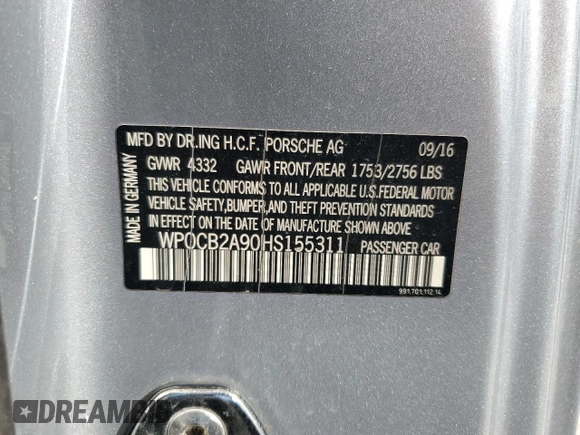 MFD BY DR.ING H.C.F. PORSCHE AG 09/16
GVWR 4332 GAWR FRONT/REAR 1753/2756 LBS
THIS VEHICLE CONFORMS TO ALL APPLICABLE U.S.FEDERAL MOTOR
VEHICLE SAFETY,BUMPER,AND THEFT PREVENTION STANDARDS
IN EFFECT ON THE DATE OF MANUFACTURE SHOWN ABOVE
WP0CB2A90HS155311 PASSENGER CAR
MADE IN GERMANY
991.701.112.14
DREAMBID